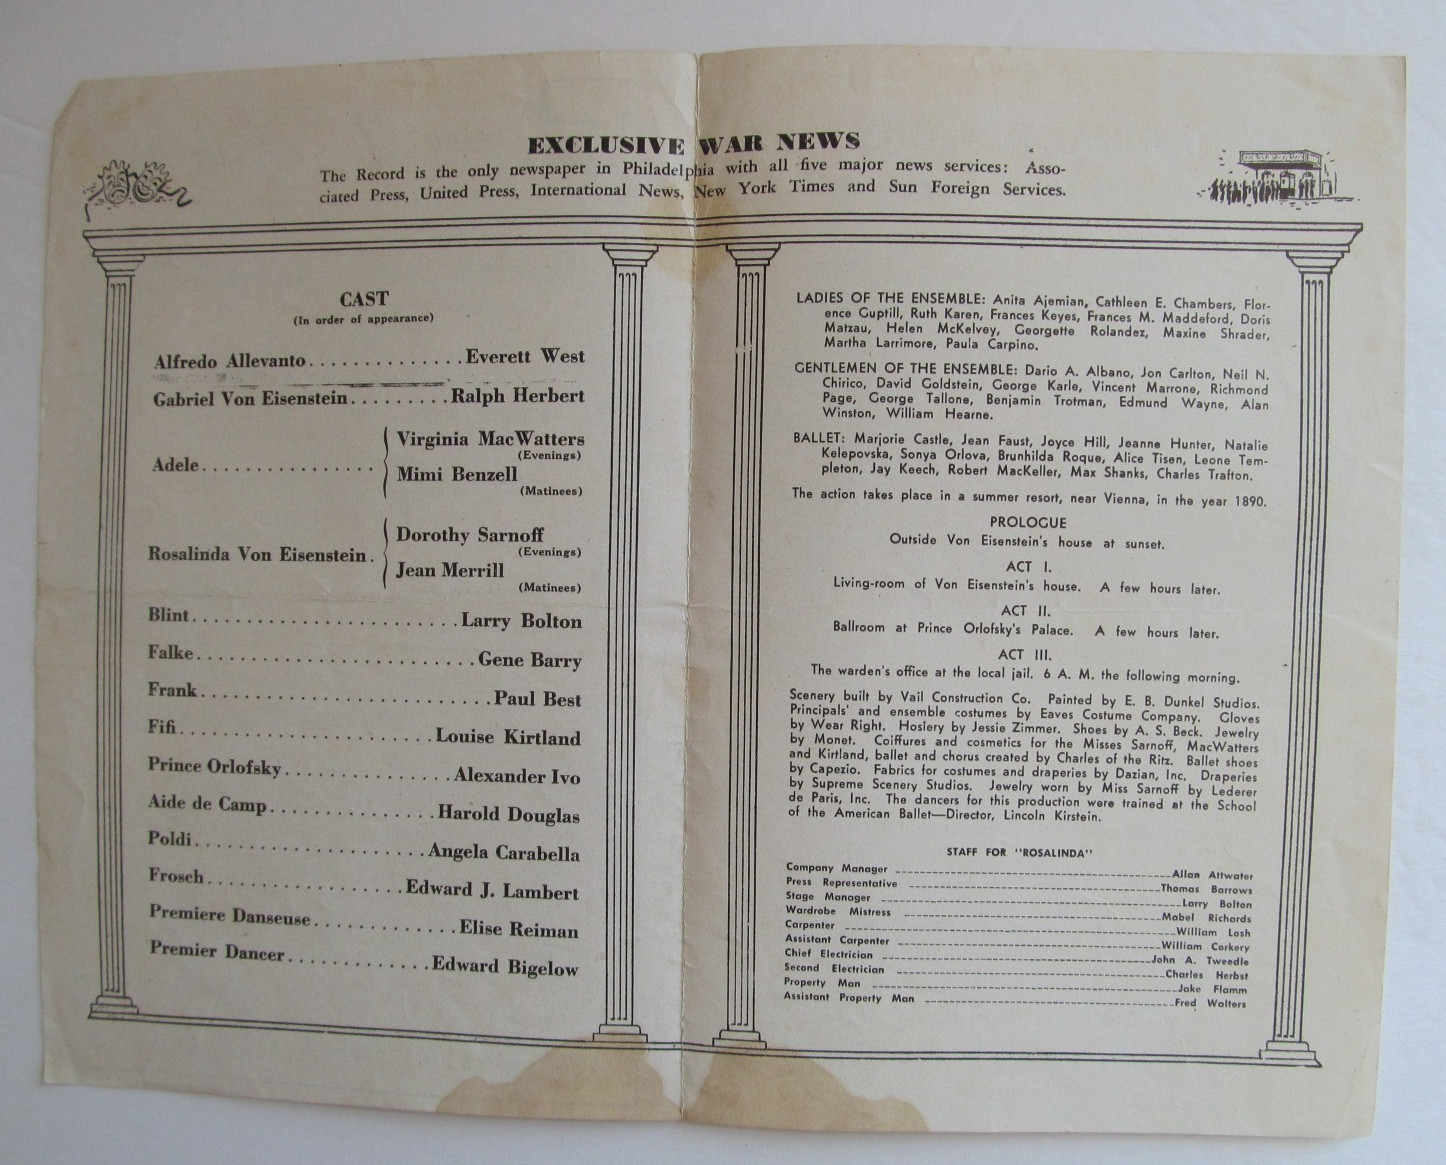 EXCLUSIVE WAR NEWS
The Record is the only newspaper in Philadelphia with all five major news services: Asso-
ciated Press, United Press, International News, New York Times and Sun Foreign Services.
CAST
(In order of appearance)
Alfredo Allevanto.............Everett West
Gabriel Von Eisenstein.........Ralph Herbert
Adele...............
Virginia MacWatters
(Evenings)
Mimi Benzell
(Matinees)
Rosalinda Von Eisenstein.
Dorothy Sarnoff
(Evenings)
Jean Merrill
(Matinees)
Blint........................Larry Bolton
Falke.........................Gene Barry
Frank..........................Paul Best
Fifi.......................Louise Kirtland
Prince Orlofsky...............Alexander Ivo
Aide de Camp..............Harold Douglas
Poldi.....................Angela Carabella
Frosch.................Edward J. Lambert
Premiere Danseuse............Elise Reiman
Premier Dancer............Edward Bigelow
LADIES OF THE ENSEMBLE: Anita Ajemian, Cathleen E. Chambers, Flor-
ence Guptill, Ruth Karen, Frances Keyes, Frances M. Maddeford, Doris
Matzau, Helen McKelvey, Georgette Rolandez, Maxine Shrader,
Martha Larrimore, Paula Carpino.
GENTLEMEN OF THE ENSEMBLE: Dario A. Albano, Jon Carlton, Neil N.
Chirico, David Goldstein, George Karle, Vincent Marrone, Richmond
Page, George Tallone, Benjamin Trotman, Edmund Wayne, Alan
Winston, William Hearne.
BALLET: Marjorie Castle, Jean Faust, Joyce Hill, Jeanne Hunter, Natalie
Kelepovska, Sonya Orlova, Brunhilda Roque, Alice Tisen, Leone Tem-
pleton, Jay Keech, Robert MacKeller, Max Shanks, Charles Trafton.
The action takes place in a summer resort, near Vienna, in the year 1890.
PROLOGUE
Outside Von Eisenstein's house at sunset.
ACT I.
Living-room of Von Eisenstein's house. A few hours later.
ACT II.
Ballroom at Prince Orlofsky's Palace. A few hours later.
ACT III.
The warden's office at the local jail. 6 A. M. the following morning.
Scenery built by Vail Construction Co. Painted by E. B. Dunkel Studios.
Principals' and ensemble costumes by Eaves Costume Company. Gloves
by Wear Right. Hosiery by Jessie Zimmer. Shoes by A. S. Beck. Jewelry
by Monet. Coiffures and cosmetics for the Misses Sarnoff, MacWatters
and Kirtland, ballet and chorus created by Charles of the Ritz. Ballet shoes
by Capezio. Fabrics for costumes and draperies by Dazian, Inc. Draperies
by Supreme Scenery Studios. Jewelry worn by Miss Sarnoff by Lederer
de Paris, Inc. The dancers for this production were trained at the School
of the American Ballet—Director, Lincoln Kirstein.
STAFF FOR "ROSALINDA"
Company Manager ---------- Allan Attwater
Press Representative ---------- Thomas Barrows
Stage Manager ---------- Larry Bolton
Wardrobe Mistress ---------- Mabel Richards
Carpenter ---------- William Lash
Assistant Carpenter ---------- William Corkery
Chief Electrician ---------- John A. Tweedle
Second Electrician ---------- Charles Herbst
Property Man ---------- Jake Flamm
Assistant Property Man ---------- Fred Walters